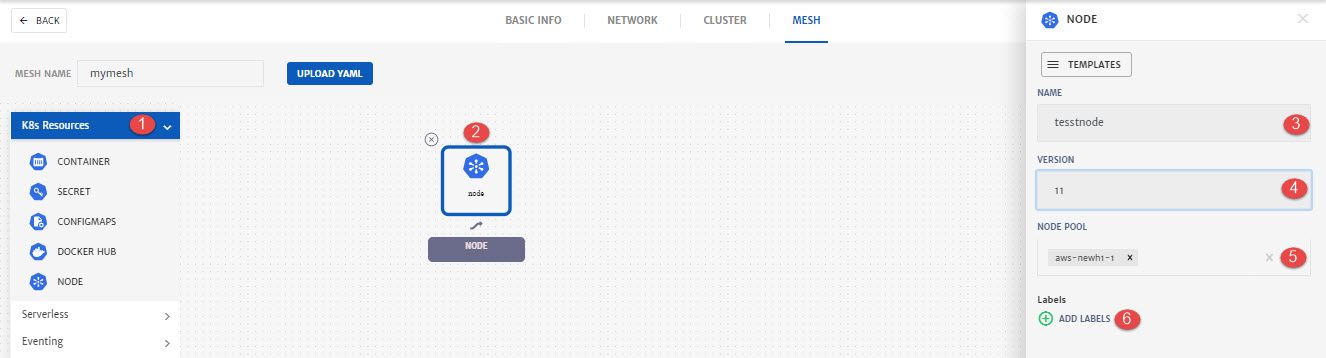 BACK
BASIC INFO
NETWORK
CLUSTER
MESH
MESH NAME
mymesh
UPLOAD YAML
K8s Resources
1
CONTAINER
SECRET
CONFIGMAPS
DOCKER HUB
NODE
Serverless
Eventing
2
node
NODE
NODE
TEMPLATES
NAME
tesstnode
3
VERSION
11
4
NODE POOL
aws-newh1-1
5
Labels
ADD LABELS
6